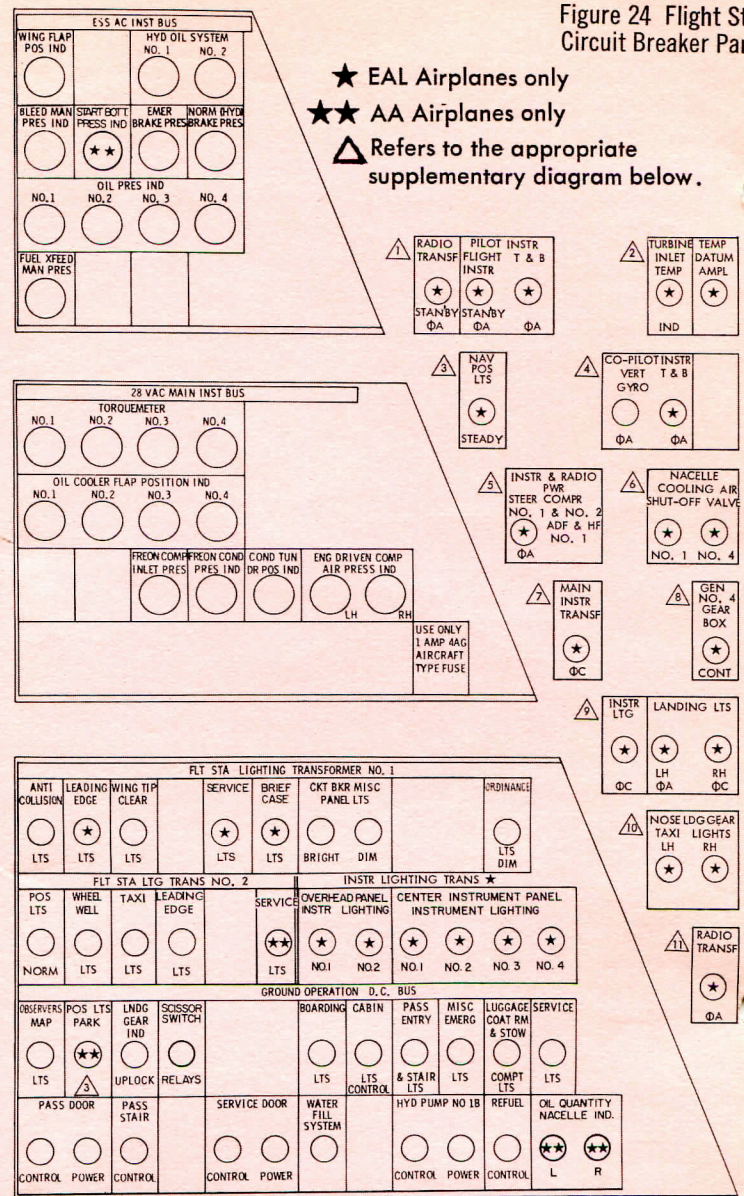 Figure 24 Flight St
Circuit Breaker Par
★ EAL Airplanes only
★★ AA Airplanes only
△ Refers to the appropriate
supplementary diagram below.
ESS AC INST BUS
WING FLAP
POS IND
HYD OIL SYSTEM
NO. 1 NO. 2
BLEED MAN
PRES IND
START BOTT.
PRESS IND
★★
EMER
BRAKE PRES
NORM (HYD)
BRAKE PRES
OIL PRES IND
NO.1 NO.2 NO. 3 NO. 4
FUEL XFEED
MAN PRES
1
RADIO
TRANSF
★
STANBY
ΦA
PILOT INSTR
FLIGHT T & B
INSTR
★ ★
STANBY
ΦA ΦA
2
TURBINE
INLET
TEMP
★
IND
TEMP
DATUM
AMPL
★
3
NAV
POS
LTS
★
STEADY
4
CO-PILOT INSTR
VERT T & B
GYRO
★
ΦA ΦA
5
INSTR & RADIO
PWR
STEER COMPR
NO. 1 & NO. 2
★ ADF & HF
NO. 1
ΦA
6
NACELLE
COOLING AIR
SHUT-OFF VALVE
★ ★
NO. 1 NO. 4
7
MAIN
INSTR
TRANSF
★
ΦC
8
GEN
NO. 4
GEAR
BOX
★
CONT
9
INSTR
LTG
★
ΦC
LANDING LTS
★ ★
LH RH
ΦA ΦC
10
NOSE LDG GEAR
TAXI LIGHTS
LH RH
★ ★
11
RADIO
TRANSF
★
ΦA
28 VAC MAIN INST BUS
TORQUEMETER
NO.1 NO.2 NO.3 NO.4
OIL COOLER FLAP POSITION IND
NO.1 NO.2 NO.3 NO.4
FREON COMP
INLET PRES
FREON COND
PRES IND
COND TUN
DR POS IND
ENG DRIVEN COMP
AIR PRESS IND
LH RH
USE ONLY
1 AMP 4AG
AIRCRAFT
TYPE FUSE
FLT STA LIGHTING TRANSFORMER NO. 1
ANTI
COLLISION
LTS
LEADING
EDGE
★
LTS
WING TIP
CLEAR
LTS
SERVICE
★
LTS
BRIEF
CASE
★
LTS
CKT BKR MISC
PANEL LTS
BRIGHT DIM
ORDINANCE
LTS
DIM
FLT STA LTG TRANS NO. 2
POS
LTS
NORM
WHEEL
WELL
LTS
TAXI
LTS
LEADING
EDGE
LTS
SERVICE
★★
LTS
INSTR LIGHTING TRANS ★
OVERHEAD PANEL
INSTR LIGHTING
★ ★
NO.1 NO.2
CENTER INSTRUMENT PANEL
INSTRUMENT LIGHTING
★ ★ ★ ★
NO.1 NO. 2 NO. 3 NO. 4
GROUND OPERATION D.C. BUS
OBSERVERS
MAP
LTS
POS LTS
PARK
★★
3
LNDG
GEAR
IND
UPLOCK
SCISSOR
SWITCH
RELAYS
BOARDING
LTS
CABIN
LTS
CONTROL
PASS
ENTRY
& STAIR
LTS
MISC
EMERG
LTS
LUGGAGE
COAT RM
& STOW
COMPT
LTS
SERVICE
LTS
PASS DOOR
CONTROL POWER
PASS
STAIR
CONTROL
SERVICE DOOR
CONTROL POWER
WATER
FILL
SYSTEM
HYD PUMP NO 1B
CONTROL POWER
REFUEL
CONTROL
OIL QUANTITY
NACELLE IND.
★★ ★★
L R